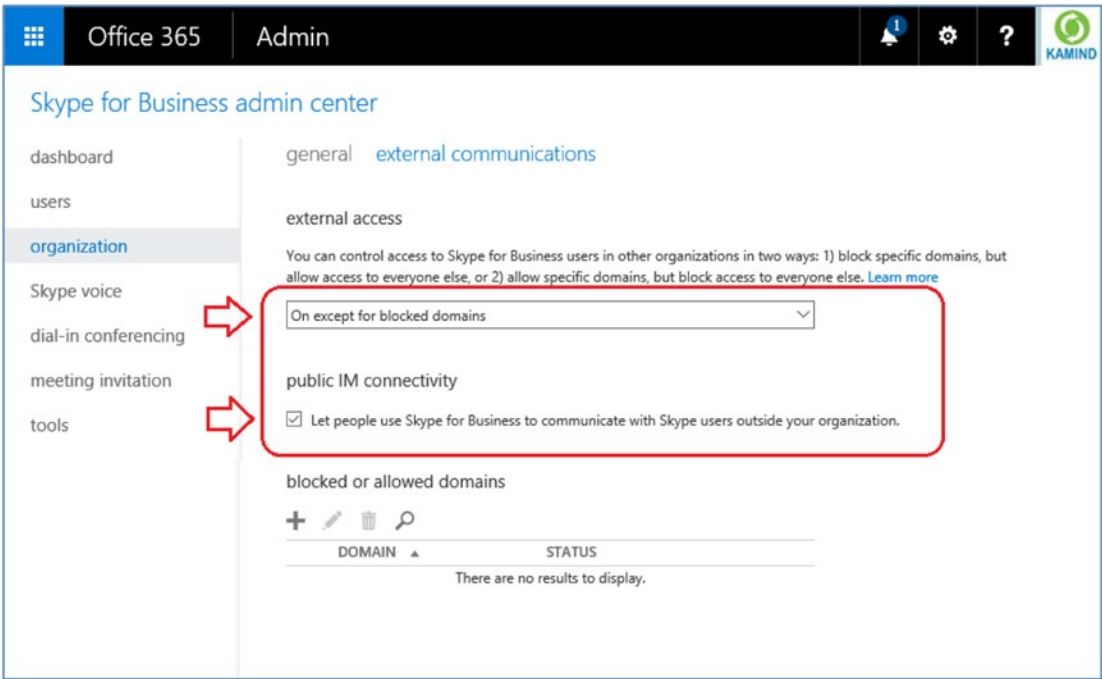 Office 365 Admin 1 ? KAMIND
Skype for Business admin center
dashboard
users
organization
Skype voice
dial-in conferencing
meeting invitation
tools
general external communications
external access
You can control access to Skype for Business users in other organizations in two ways: 1) block specific domains, but
allow access to everyone else, or 2) allow specific domains, but block access to everyone else. Learn more
On except for blocked domains
public IM connectivity
Let people use Skype for Business to communicate with Skype users outside your organization.
blocked or allowed domains
DOMAIN STATUS
There are no results to display.